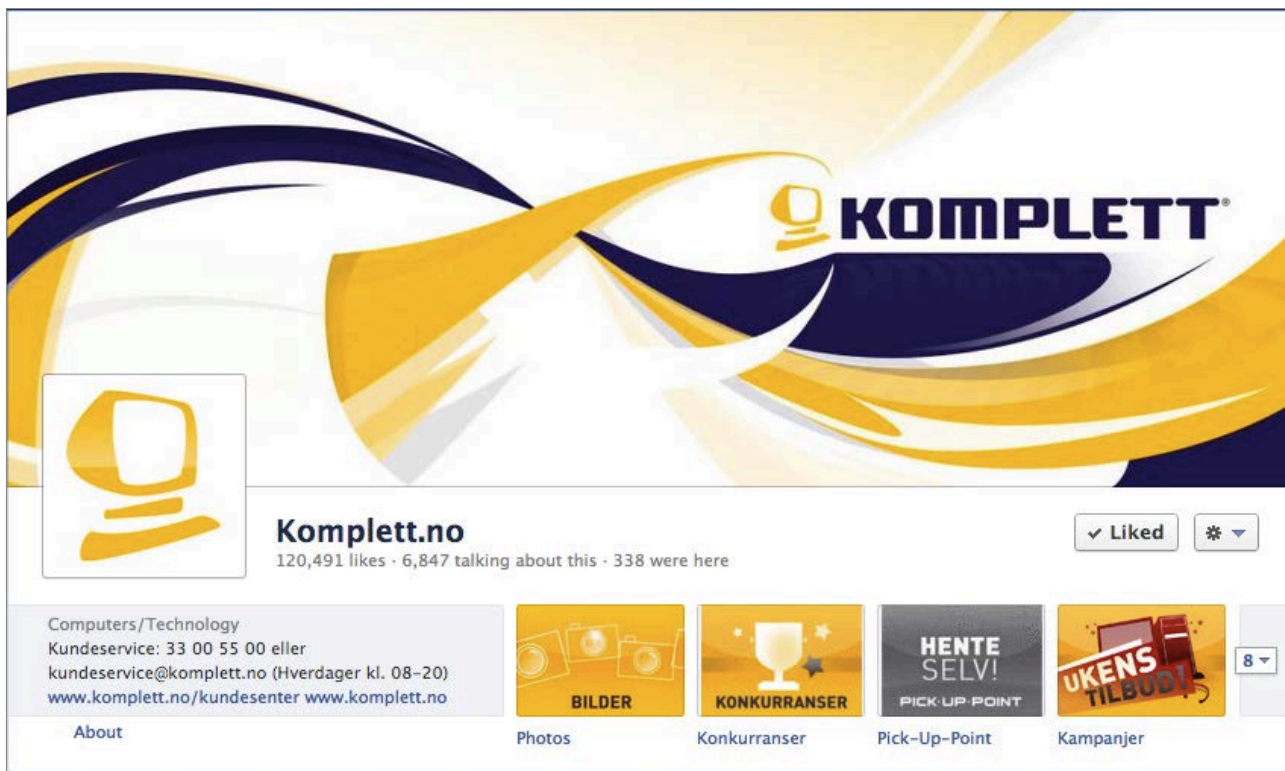 KOMPLETT®
Komplett.no
120,491 likes · 6,847 talking about this · 338 were here
✓ Liked
Computers/Technology
Kundeservice: 33 00 55 00 eller
kundeservice@komplett.no (Hverdager kl. 08–20)
www.komplett.no/kundesenter www.komplett.no
About
BILDER
Photos
KONKURRANSER
Konkurranser
HENTE
SELV!
PICK·UP·POINT
Pick-Up-Point
UKENS
TILBUD!
Kampanjer
8